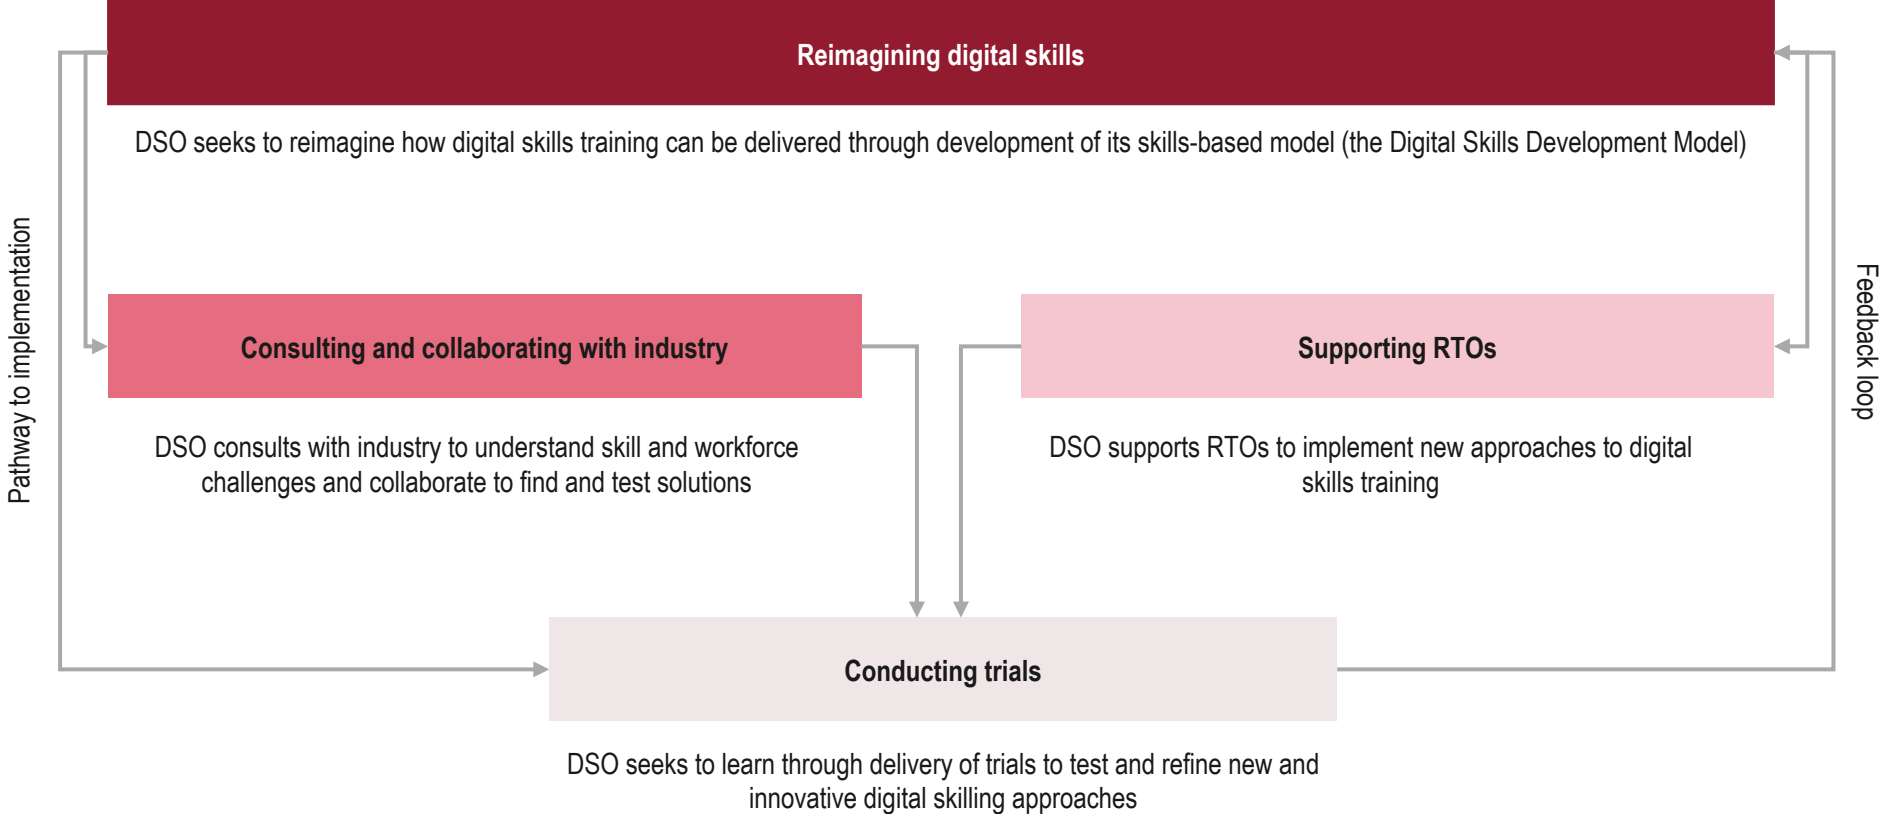 Reimagining digital skills
DSO seeks to reimagine how digital skills training can be delivered through development of its skills-based model (the Digital Skills Development Model)
Pathway to implementation
Feedback loop
Consulting and collaborating with industry
DSO consults with industry to understand skill and workforce
challenges and collaborate to find and test solutions
Supporting RTOs
DSO supports RTOs to implement new approaches to digital
skills training
Conducting trials
DSO seeks to learn through delivery of trials to test and refine new and
innovative digital skilling approaches